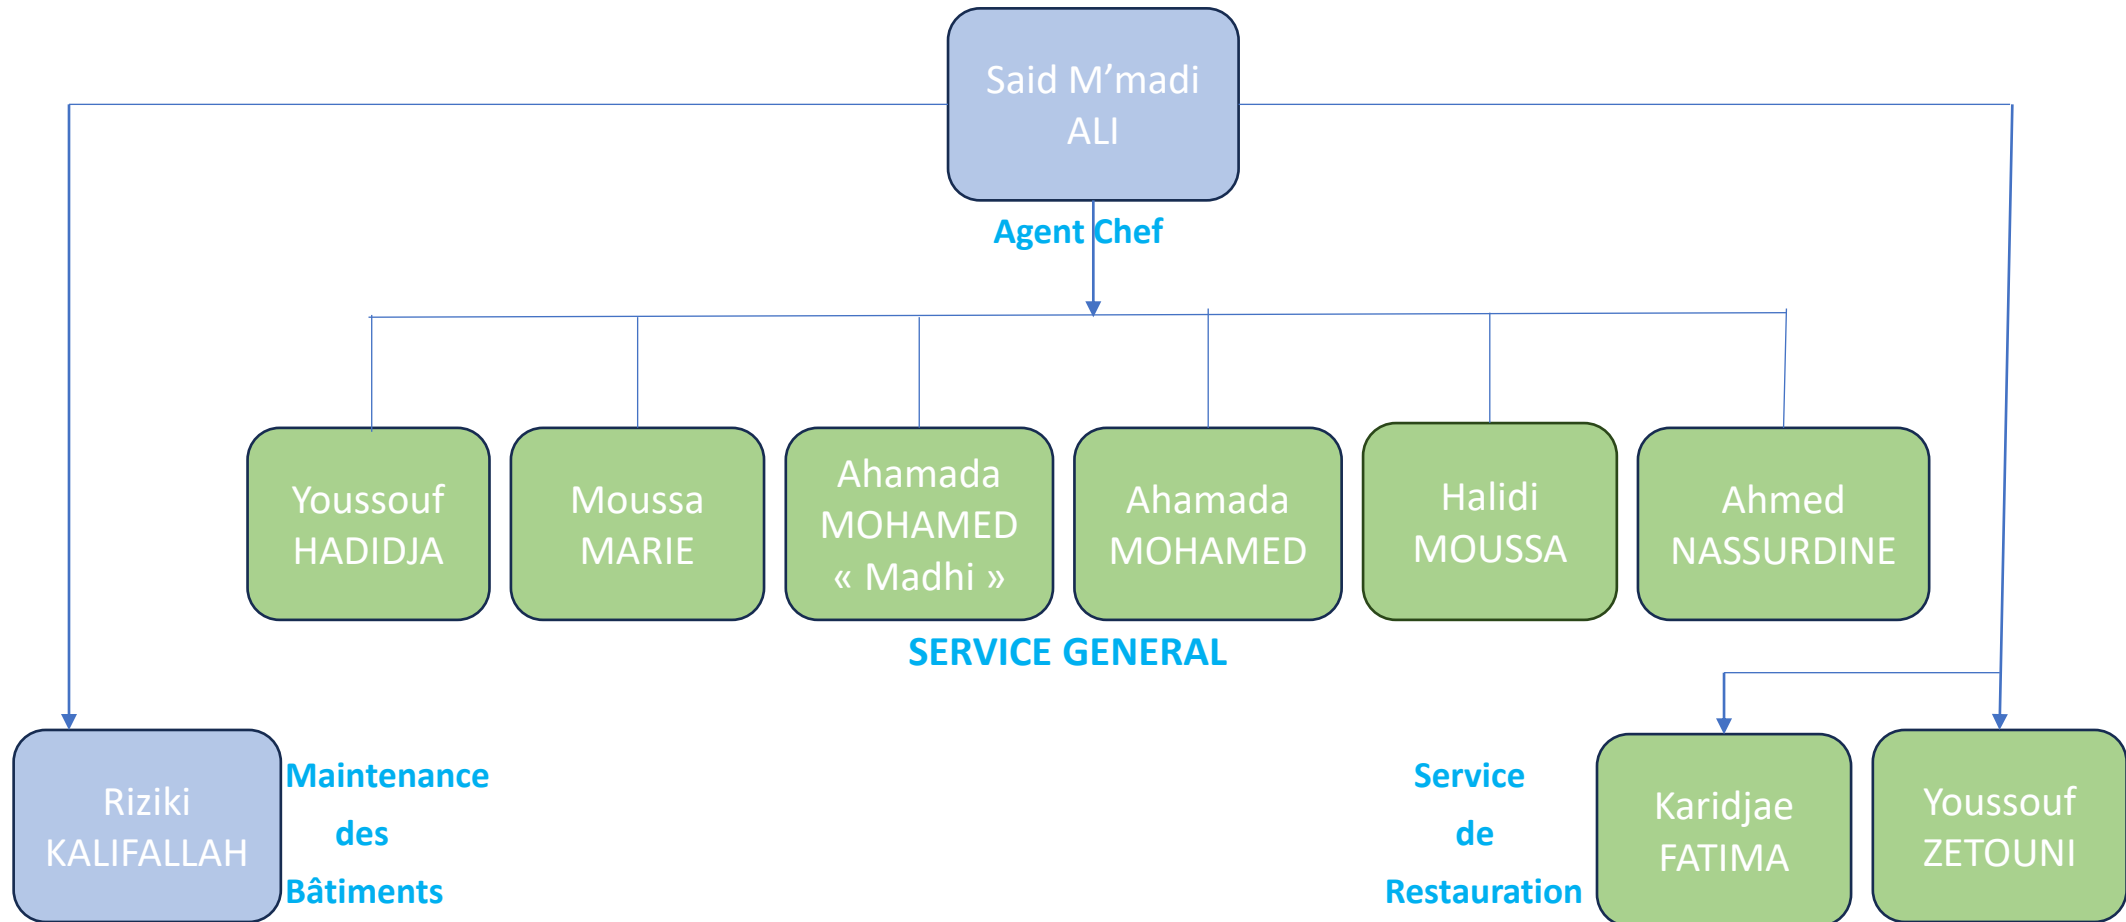 Said M’madi
ALI
Agent Chef
Youssouf
HADIDJA
Moussa
MARIE
Ahamada
MOHAMED
« Madhi »
Ahamada
MOHAMED
Halidi
MOUSSA
Ahmed
NASSURDINE
SERVICE GENERAL
Riziki
KALIFALLAH
Maintenance
des
Bâtiments
Service
de
Restauration
Karidjae
FATIMA
Youssouf
ZETOUNI